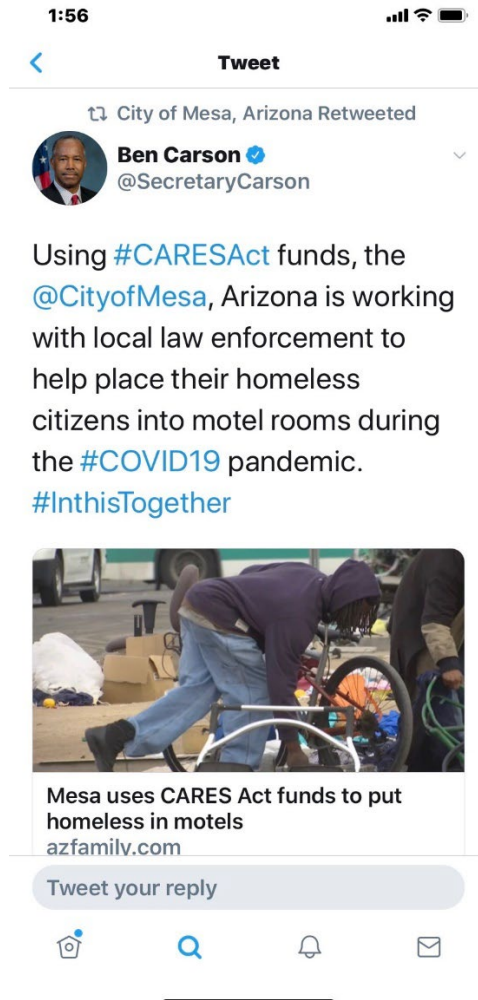 1:56
Tweet
City of Mesa, Arizona Retweeted
Ben Carson
@SecretaryCarson
Using #CARESAct funds, the
@CityofMesa, Arizona is working
with local law enforcement to
help place their homeless
citizens into motel rooms during
the #COVID19 pandemic.
#InthisTogether
Mesa uses CARES Act funds to put
homeless in motels
azfamily.com
Tweet your reply